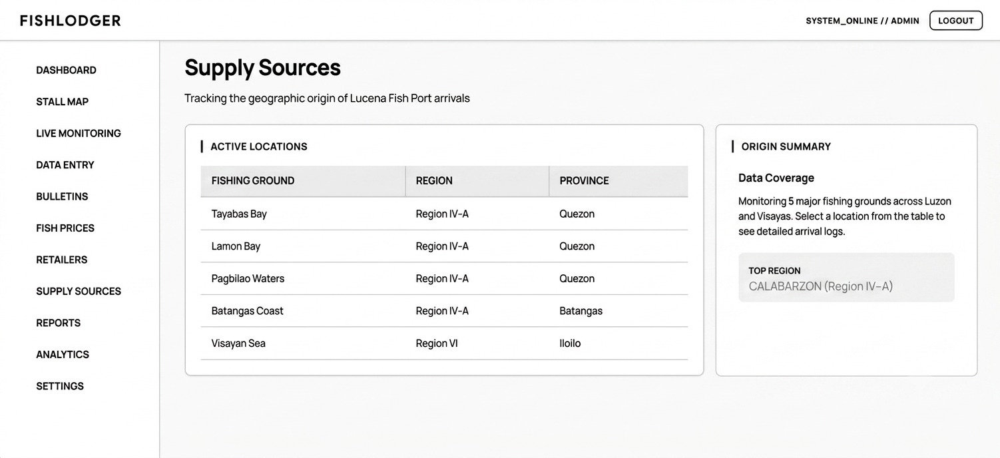 FISHLODGER
SYSTEM_ONLINE // ADMIN
LOGOUT
DASHBOARD
STALL MAP
LIVE MONITORING
DATA ENTRY
BULLETINS
FISH PRICES
RETAILERS
SUPPLY SOURCES
REPORTS
ANALYTICS
SETTINGS
Supply Sources
Tracking the geographic origin of Lucena Fish Port arrivals
ACTIVE LOCATIONS
FISHING GROUND REGION PROVINCE
Tayabas Bay Region IV-A Quezon
Lamon Bay Region IV-A Quezon
Pagbilao Waters Region IV-A Quezon
Batangas Coast Region IV-A Batangas
Visayan Sea Region VI Iloilo
ORIGIN SUMMARY
Data Coverage
Monitoring 5 major fishing grounds across Luzon
and Visayas. Select a location from the table to
see detailed arrival logs.
TOP REGION
CALABARZON (Region IV-A)